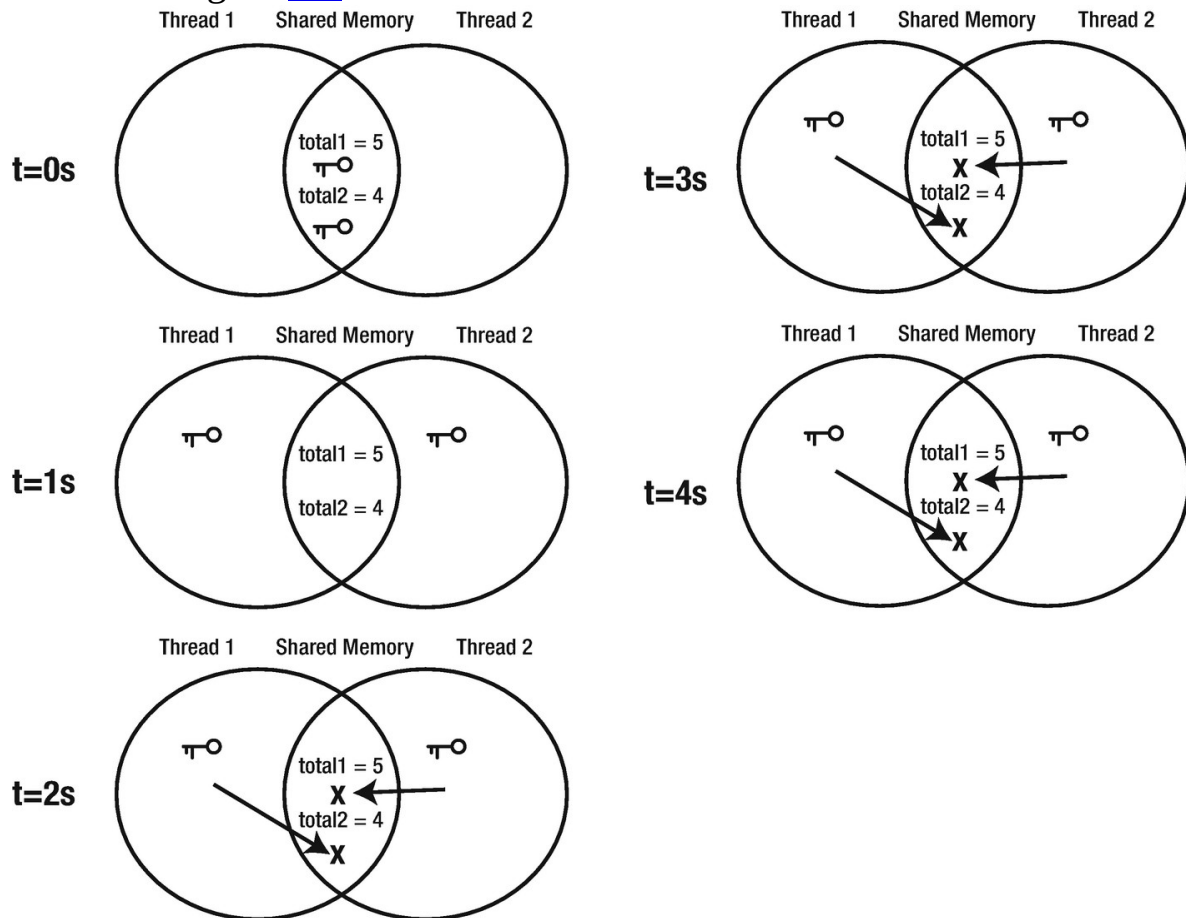 Thread 1 Shared Memory Thread 2
t=0s
total1 = 5
total2 = 4
Thread 1 Shared Memory Thread 2
t=1s
total1 = 5
total2 = 4
Thread 1 Shared Memory Thread 2
t=2s
total1 = 5
X
total2 = 4
X
Thread 1 Shared Memory Thread 2
t=3s
total1 = 5
X
total2 = 4
X
Thread 1 Shared Memory Thread 2
t=4s
total1 = 5
X
total2 = 4
X